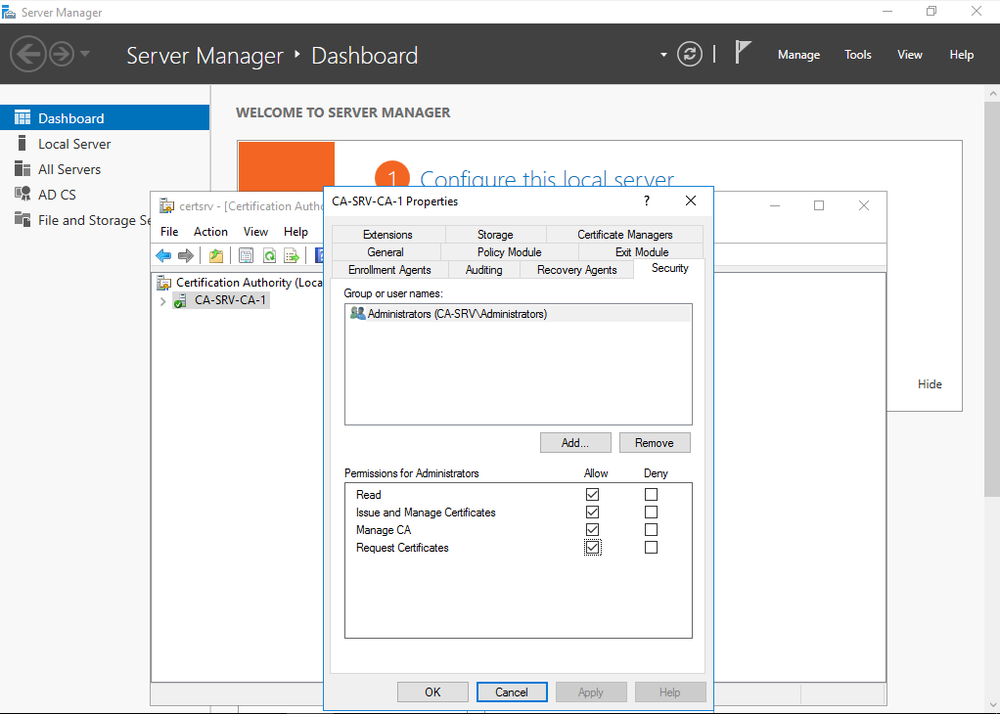 Server Manager
Server Manager ‣ Dashboard
Manage Tools View Help
Dashboard
Local Server
All Servers
AD CS
File and Storage Se
WELCOME TO SERVER MANAGER
1 Configure this local server
Hide
certsrv - [Certification Autho
File Action View Help
Certification Authority (Loca
CA-SRV-CA-1
CA-SRV-CA-1 Properties
Extensions Storage Certificate Managers
General Policy Module Exit Module
Enrollment Agents Auditing Recovery Agents Security
Group or user names:
Administrators (CA-SRV\Administrators)
Add... Remove
Permissions for Administrators Allow Deny
Read
Issue and Manage Certificates
Manage CA
Request Certificates
OK Cancel Apply Help